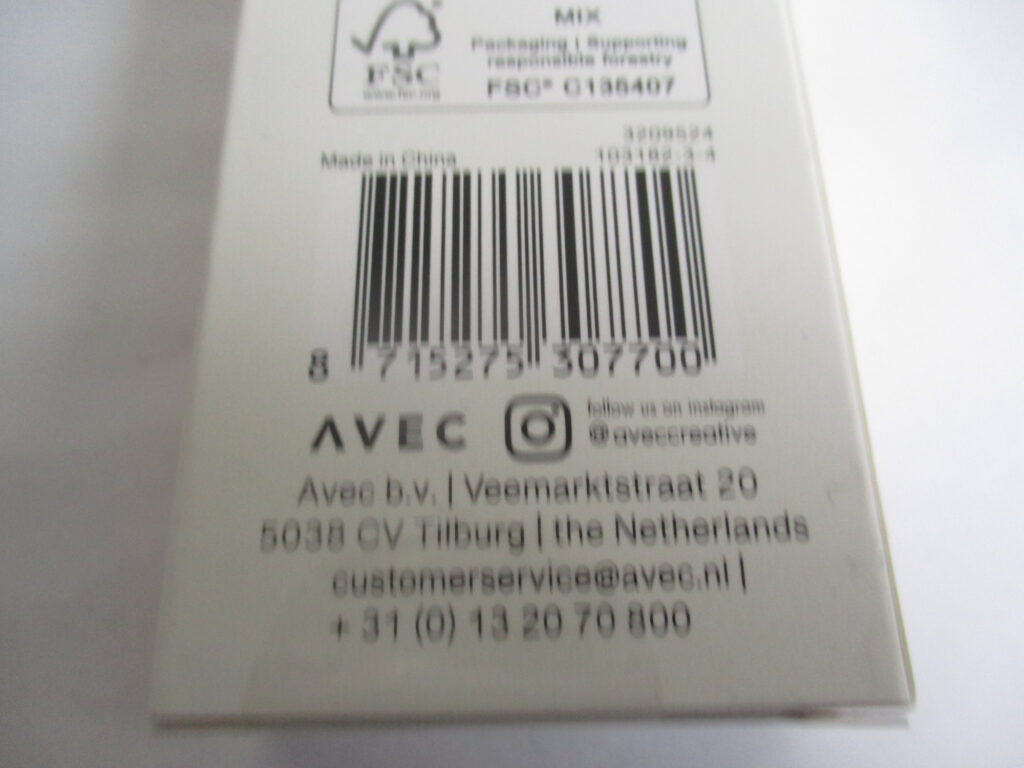 MIX
Packaging | Supporting
responsible forestry
FSC® C135407
FSC
www.fsc.org
3209524
103182-3-4
Made in China
8 715275 307700
AVEC
follow us on instagram
@aveccreative
Avec b.v. | Veemarktstraat 20
5038 CV Tilburg | the Netherlands
customerservice@avec.nl |
+ 31 (0) 13 20 70 800